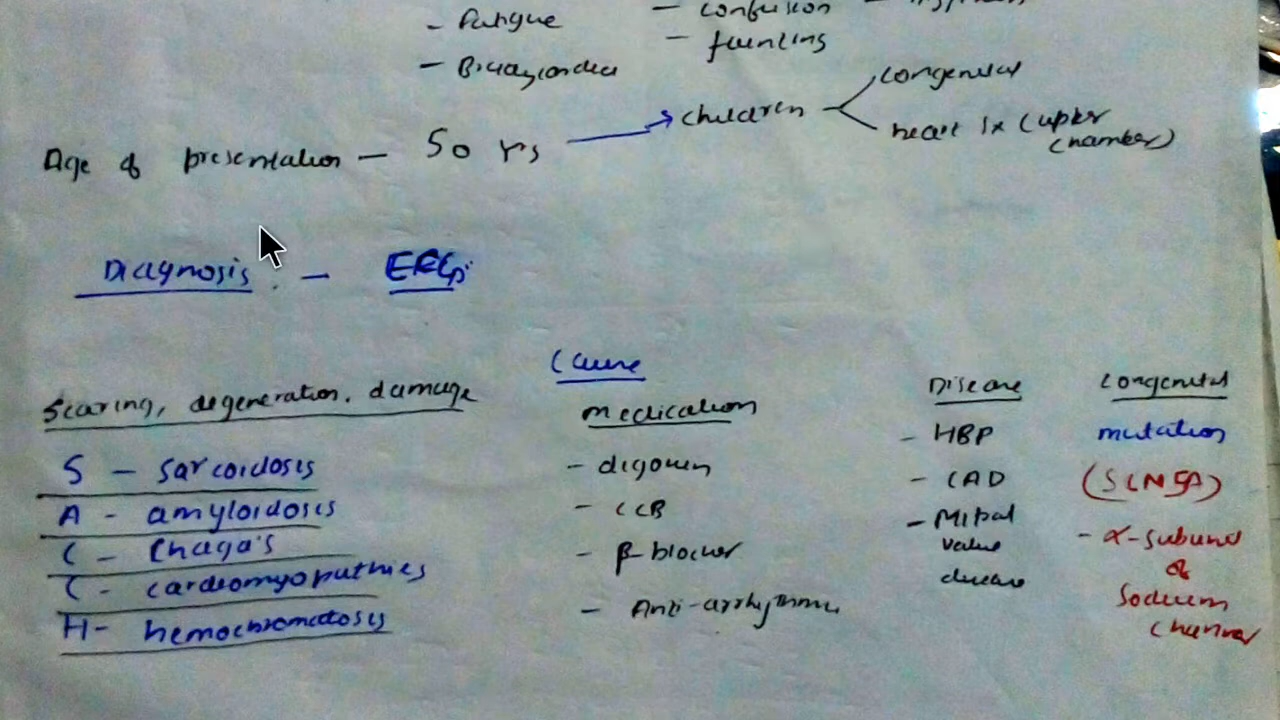 - Fatigue
- confusion
- fainting
- Bradycardia
Age of presentation - 50 yrs
children
congenital
heart Sx (upper chamber)
Diagnosis - EKG
Cause
Scaring, degeneration, damage
S - sarcoidosis
A - amyloidosis
C - Chaga's
C - cardiomyopathies
H - hemochromatosis
medication
- digoxin
- CCB
- β-blocker
- Anti-arrhythmic
Disease
- HBP
- CAD
- Mitral
valve
disease
congenital
mutation
(SCN5A)
- α-subunit
of
Sodium
channel